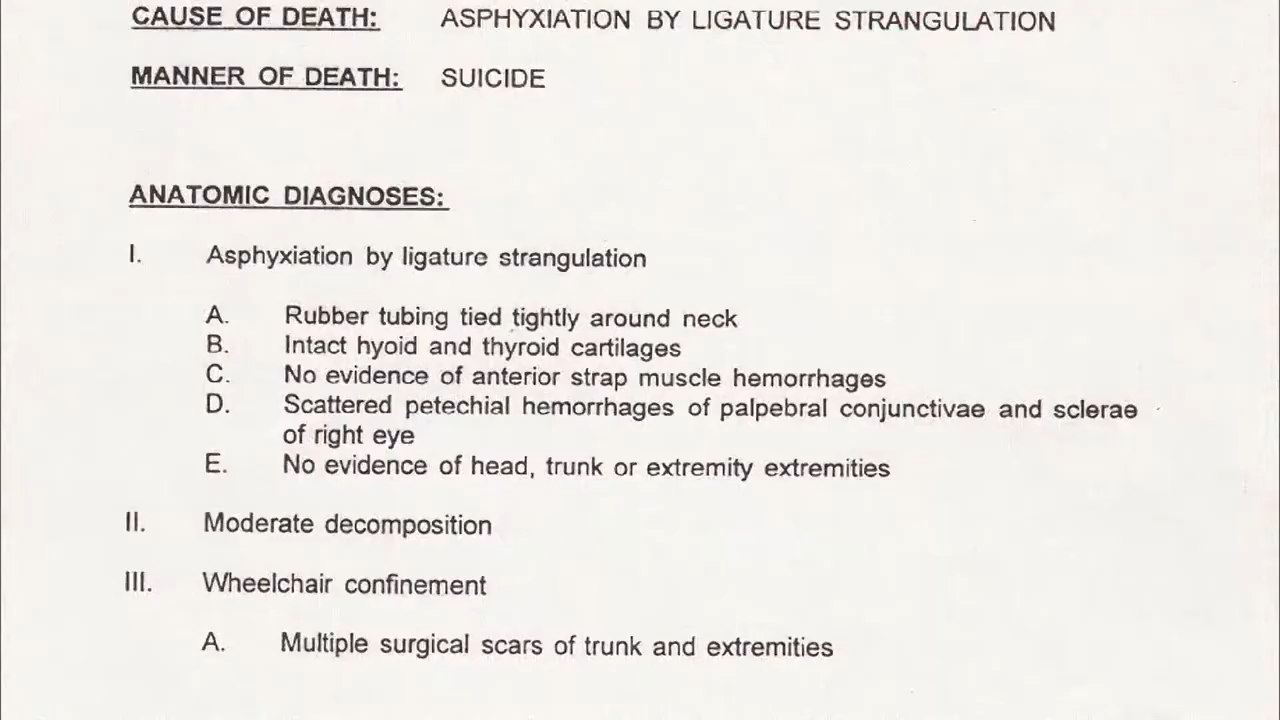 CAUSE OF DEATH: ASPHYXIATION BY LIGATURE STRANGULATION
MANNER OF DEATH: SUICIDE
ANATOMIC DIAGNOSES:
I. Asphyxiation by ligature strangulation
A. Rubber tubing tied tightly around neck
B. Intact hyoid and thyroid cartilages
C. No evidence of anterior strap muscle hemorrhages
D. Scattered petechial hemorrhages of palpebral conjunctivae and sclerae
of right eye
E. No evidence of head, trunk or extremity extremities
II. Moderate decomposition
III. Wheelchair confinement
A. Multiple surgical scars of trunk and extremities